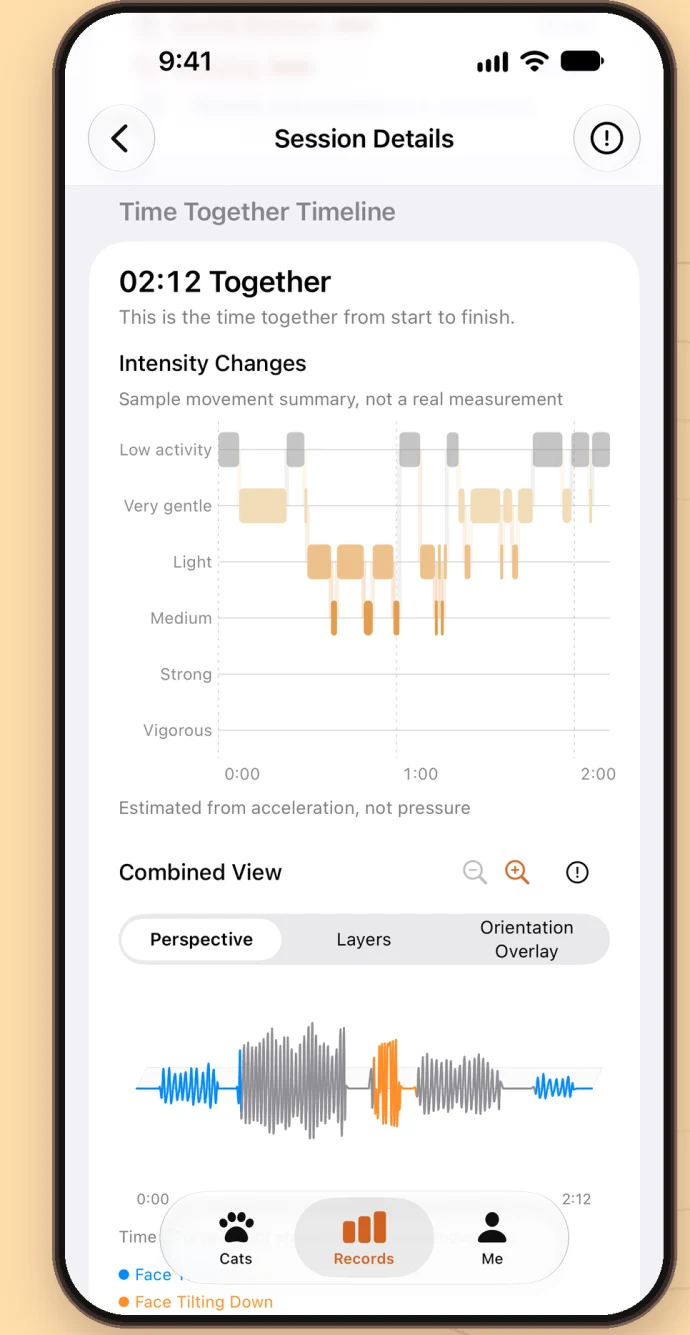 9:41
Session Details
Time Together Timeline
02:12 Together
This is the time together from start to finish.
Intensity Changes
Sample movement summary, not a real measurement
Low activity
Very gentle
Light
Medium
Strong
Vigorous
0:00 1:00 2:00
Estimated from acceleration, not pressure
Combined View
Perspective
Layers
Orientation
Overlay
0:00 2:12
Time
Cats
Records
Me
Face
Face Tilting Down